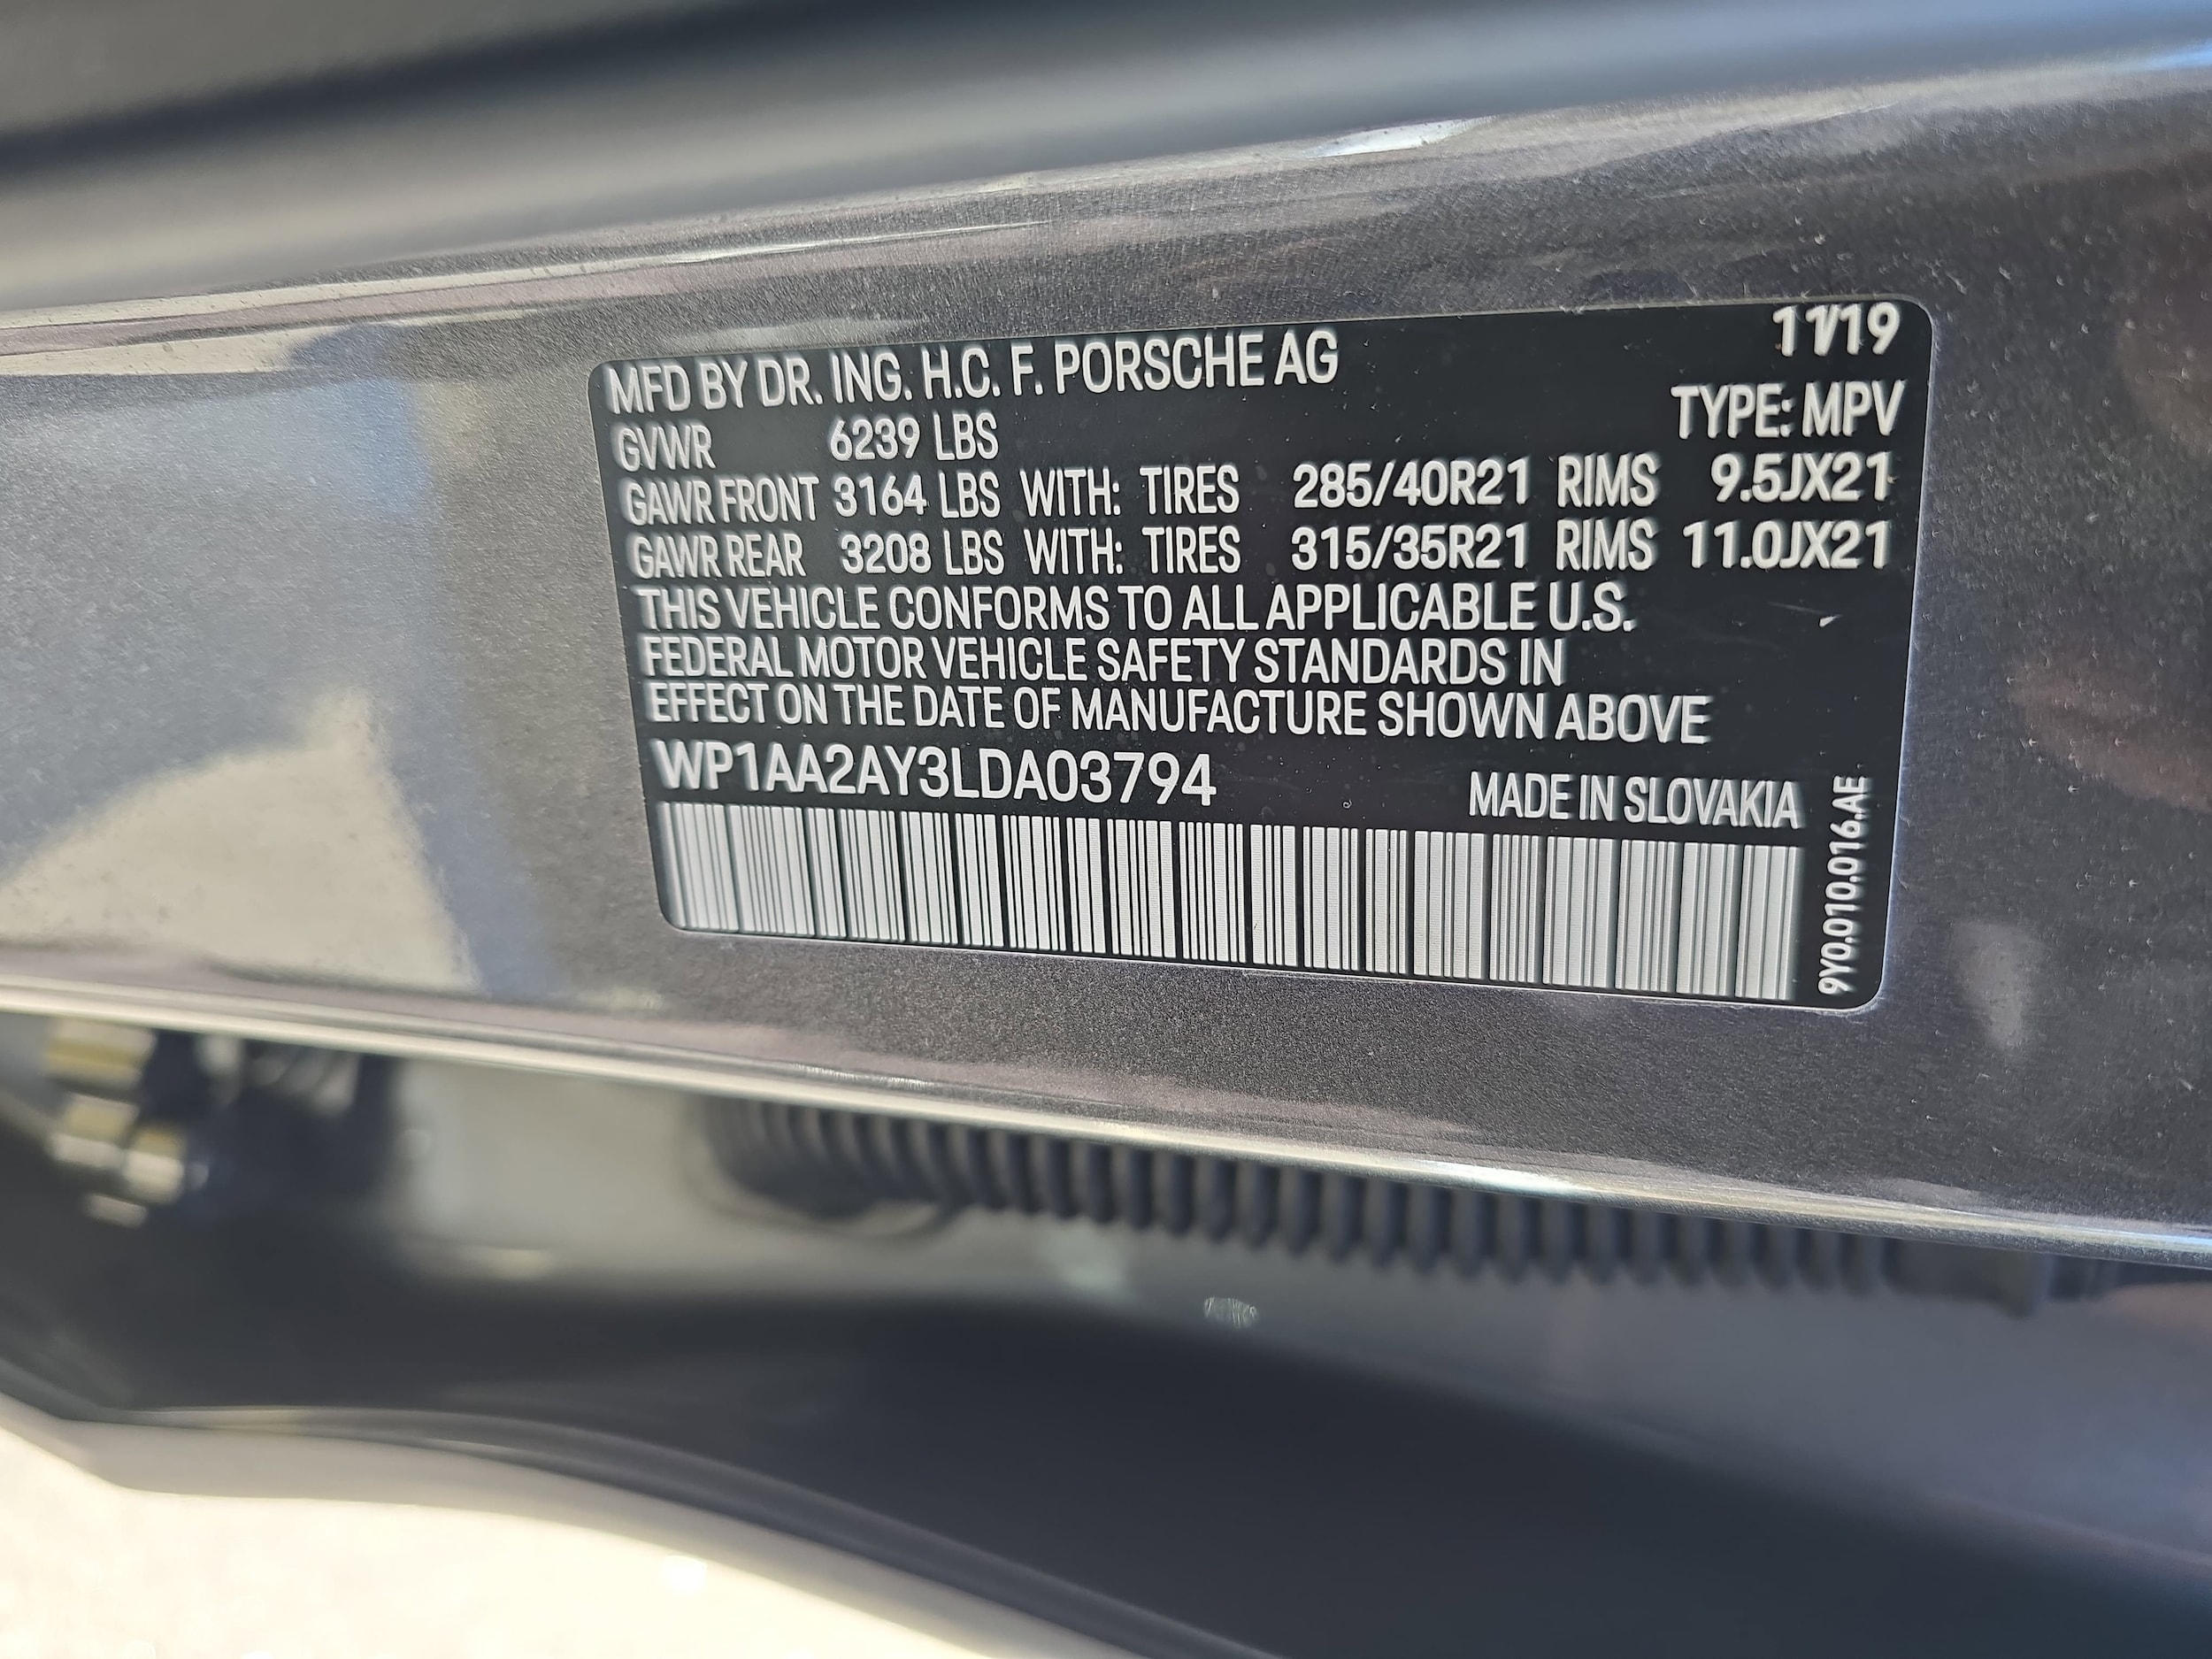 MFD BY DR. ING. H.C. F. PORSCHE AG 11/19
GVWR 6239 LBS TYPE: MPV
GAWR FRONT 3164 LBS WITH: TIRES 285/40R21 RIMS 9.5JX21
GAWR REAR 3208 LBS WITH: TIRES 315/35R21 RIMS 11.0JX21
THIS VEHICLE CONFORMS TO ALL APPLICABLE U.S.
FEDERAL MOTOR VEHICLE SAFETY STANDARDS IN
EFFECT ON THE DATE OF MANUFACTURE SHOWN ABOVE
WP1AA2AY3LDA03794 MADE IN SLOVAKIA
9Y0.010.016.AE